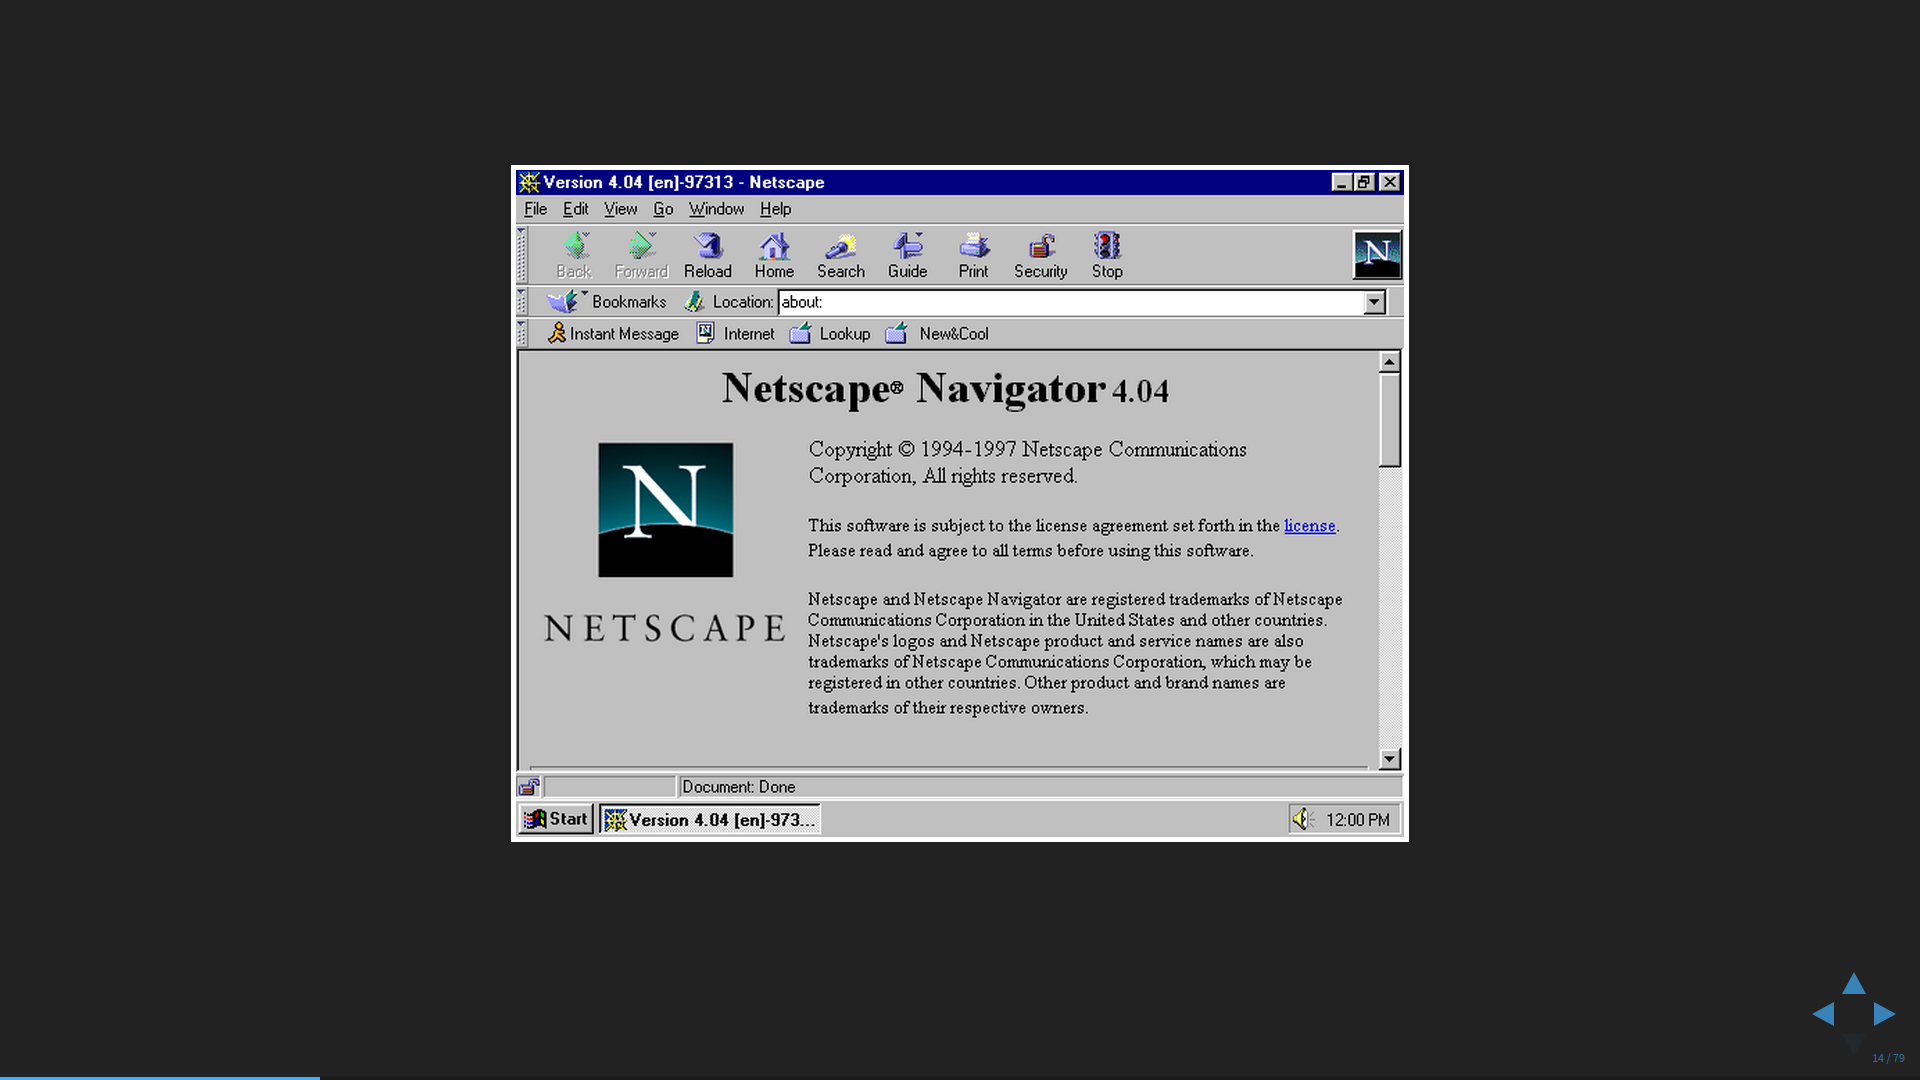 Version 4.04 [en]-97313 - Netscape
File Edit View Go Window Help
N
Back Forward Reload Home Search Guide Print Security Stop
Bookmarks Location: about:
Instant Message Internet Lookup New&Cool
Netscape® Navigator 4.04
N
NETSCAPE
Copyright © 1994-1997 Netscape Communications
Corporation, All rights reserved.
This software is subject to the license agreement set forth in the license.
Please read and agree to all terms before using this software.
Netscape and Netscape Navigator are registered trademarks of Netscape
Communications Corporation in the United States and other countries.
Netscape's logos and Netscape product and service names are also
trademarks of Netscape Communications Corporation, which may be
registered in other countries. Other product and brand names are
trademarks of their respective owners.
Document: Done
Start Version 4.04 [en]-973... 12:00 PM
14 / 79